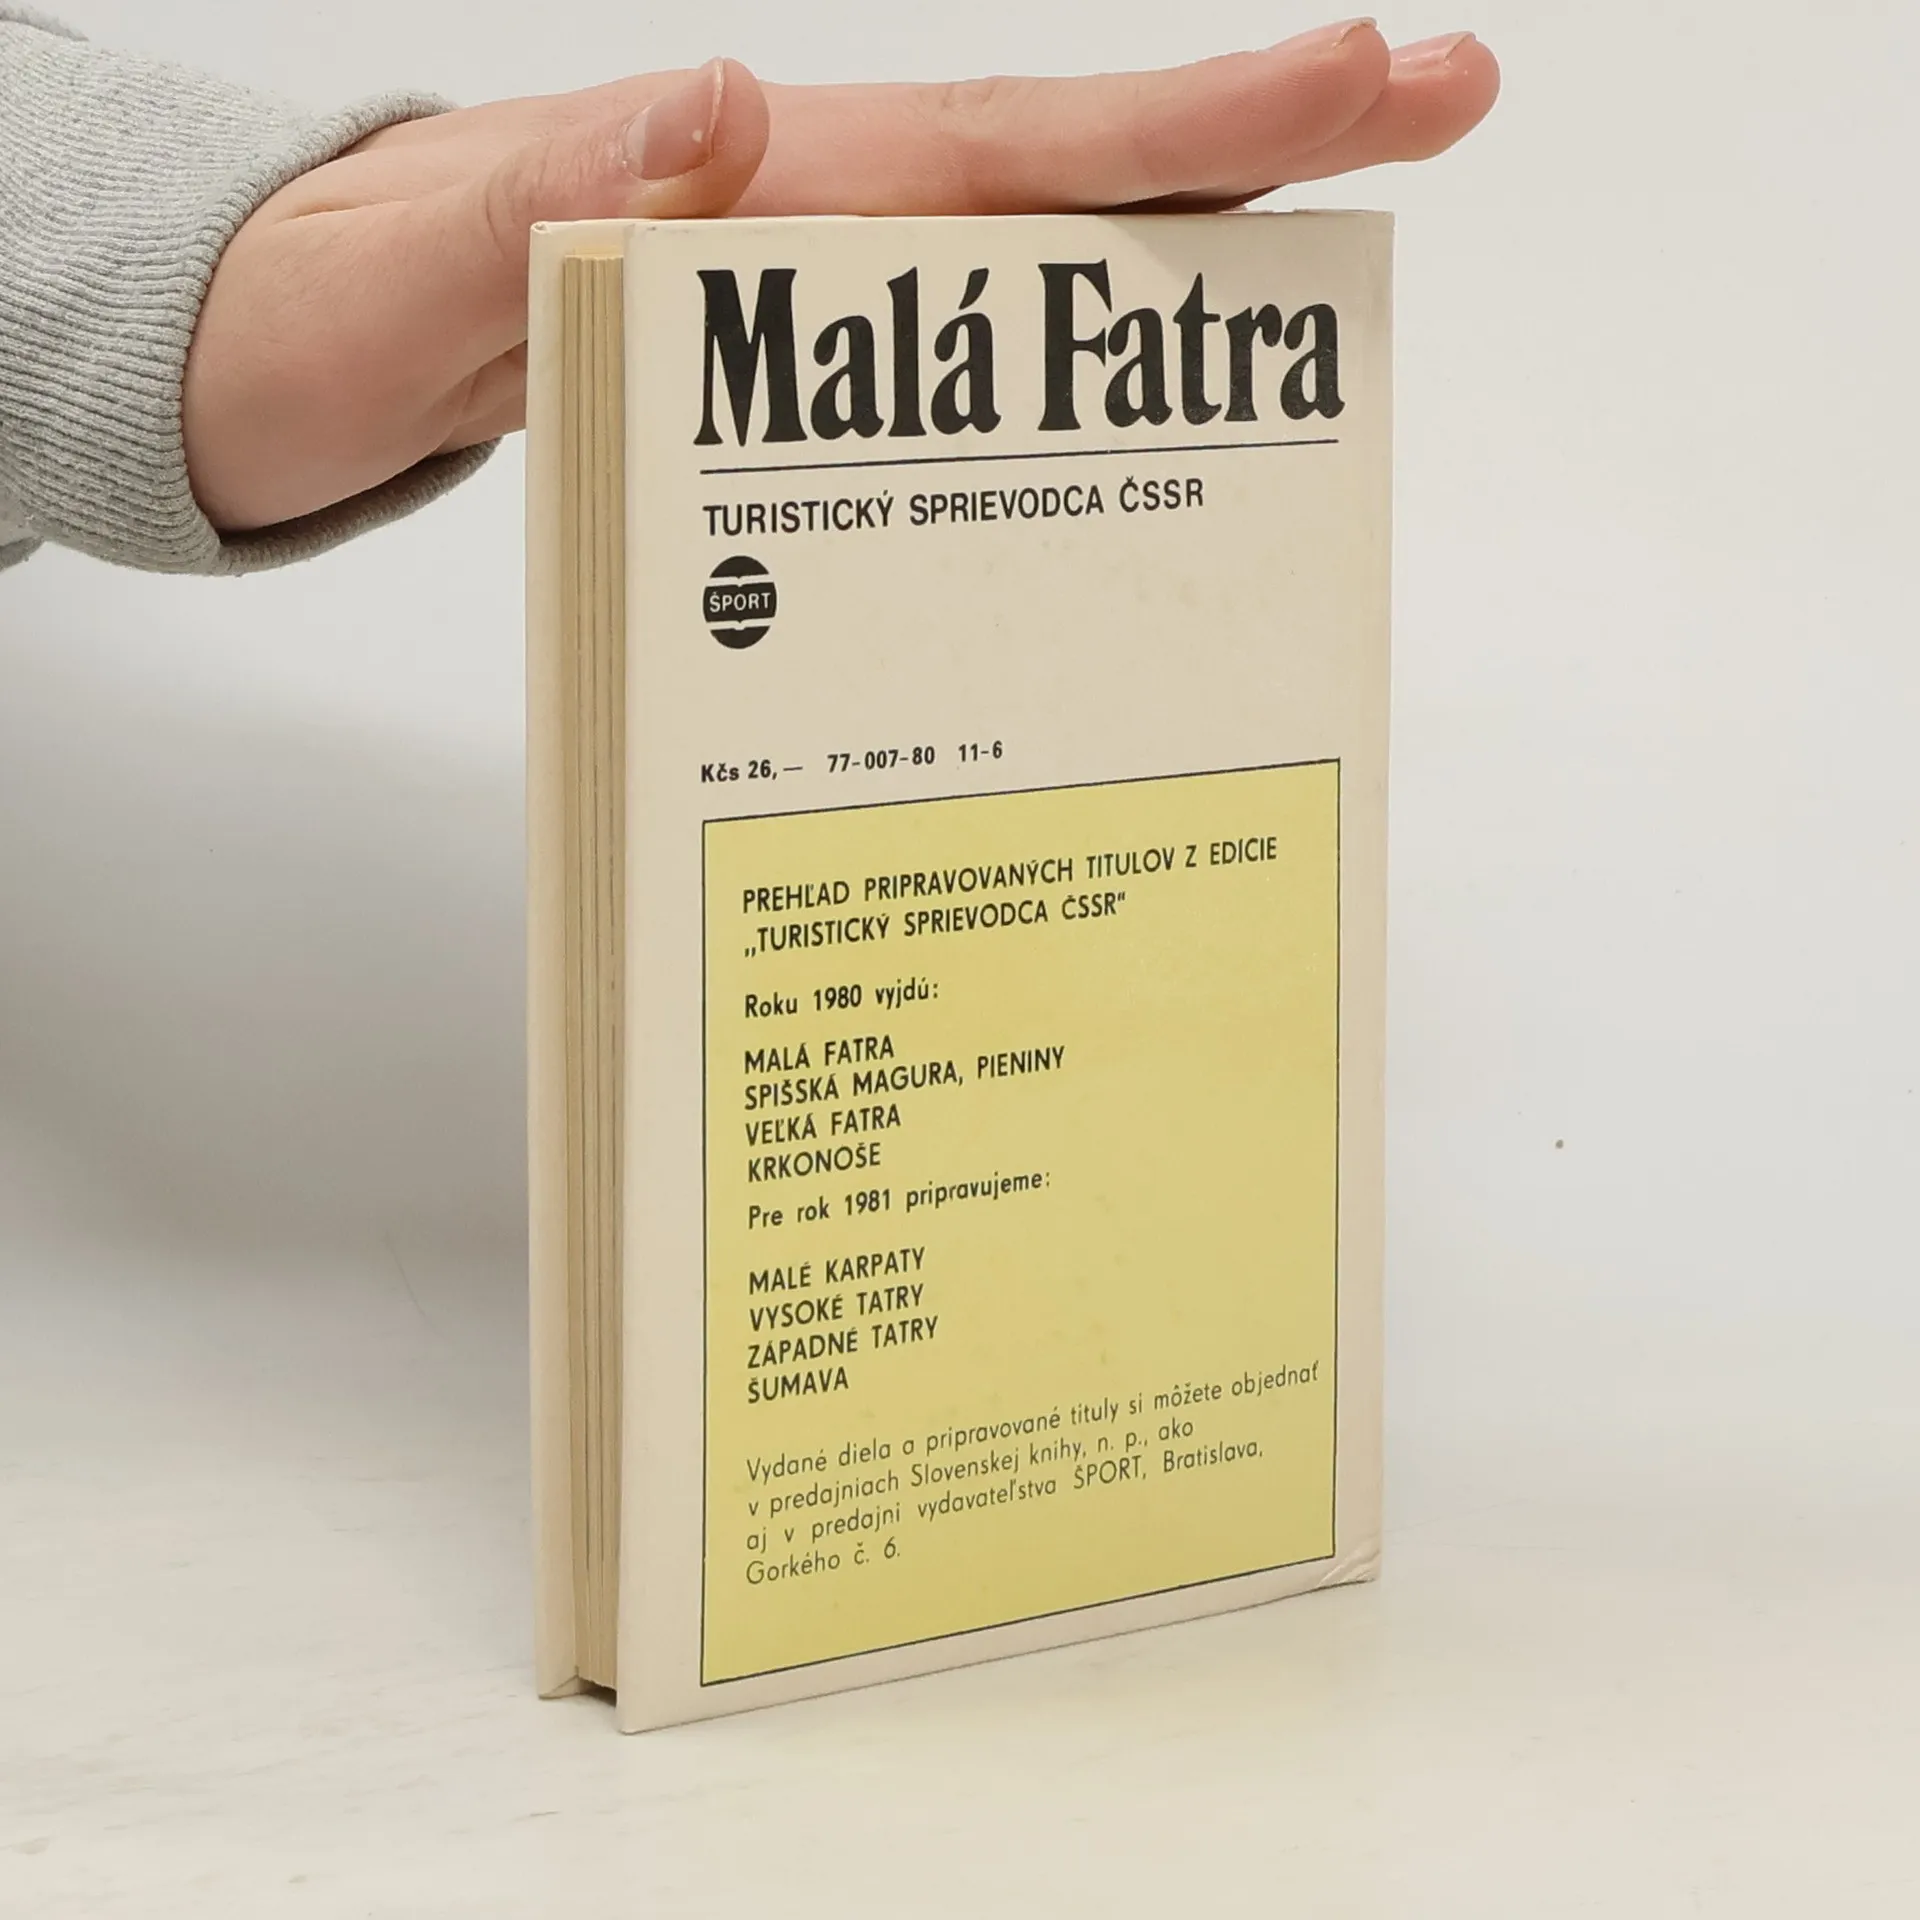 Malá Fatra
TURISTICKÝ SPRIEVODCA ČSSR
ŠPORT
Kčs 26,— 77-007-80 11-6
PREHĽAD PRIPRAVOVANÝCH TITULOV Z EDICIE
„TURISTICKÝ SPRIEVODCA ČSSR“
Roku 1980 vyjdú:
MALÁ FATRA
SPIŠSKÁ MAGURA, PIENINY
VEĽKÁ FATRA
KRKONOŠE
Pre rok 1981 pripravujeme:
MALÉ KARPATY
VYSOKÉ TATRY
ZÁPADNÉ TATRY
ŠUMAVA
Vydané diela a pripravované tituly si môžete objednať
v predajniach Slovenskej knihy, n. p., ako
aj v predajni vydavateľstva ŠPORT, Bratislava,
Gorkého č. 6.